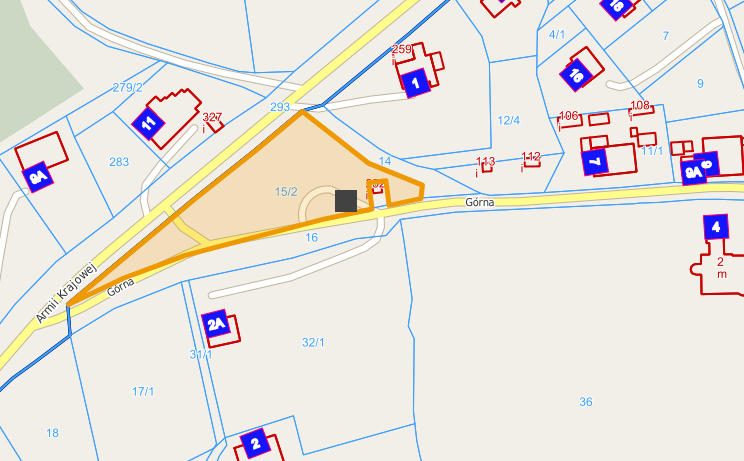 18
4/1
7
259
i
1
16
9
279/2
293
327
i
11
12/4
106
i
108
283
9A
14
113
i
112
i
7
11/1
9A
6
15/2
i
Górna
16
4
2
m
Armii Krajowej
Górna
2A
32/1
31/1
17/1
36
18
2